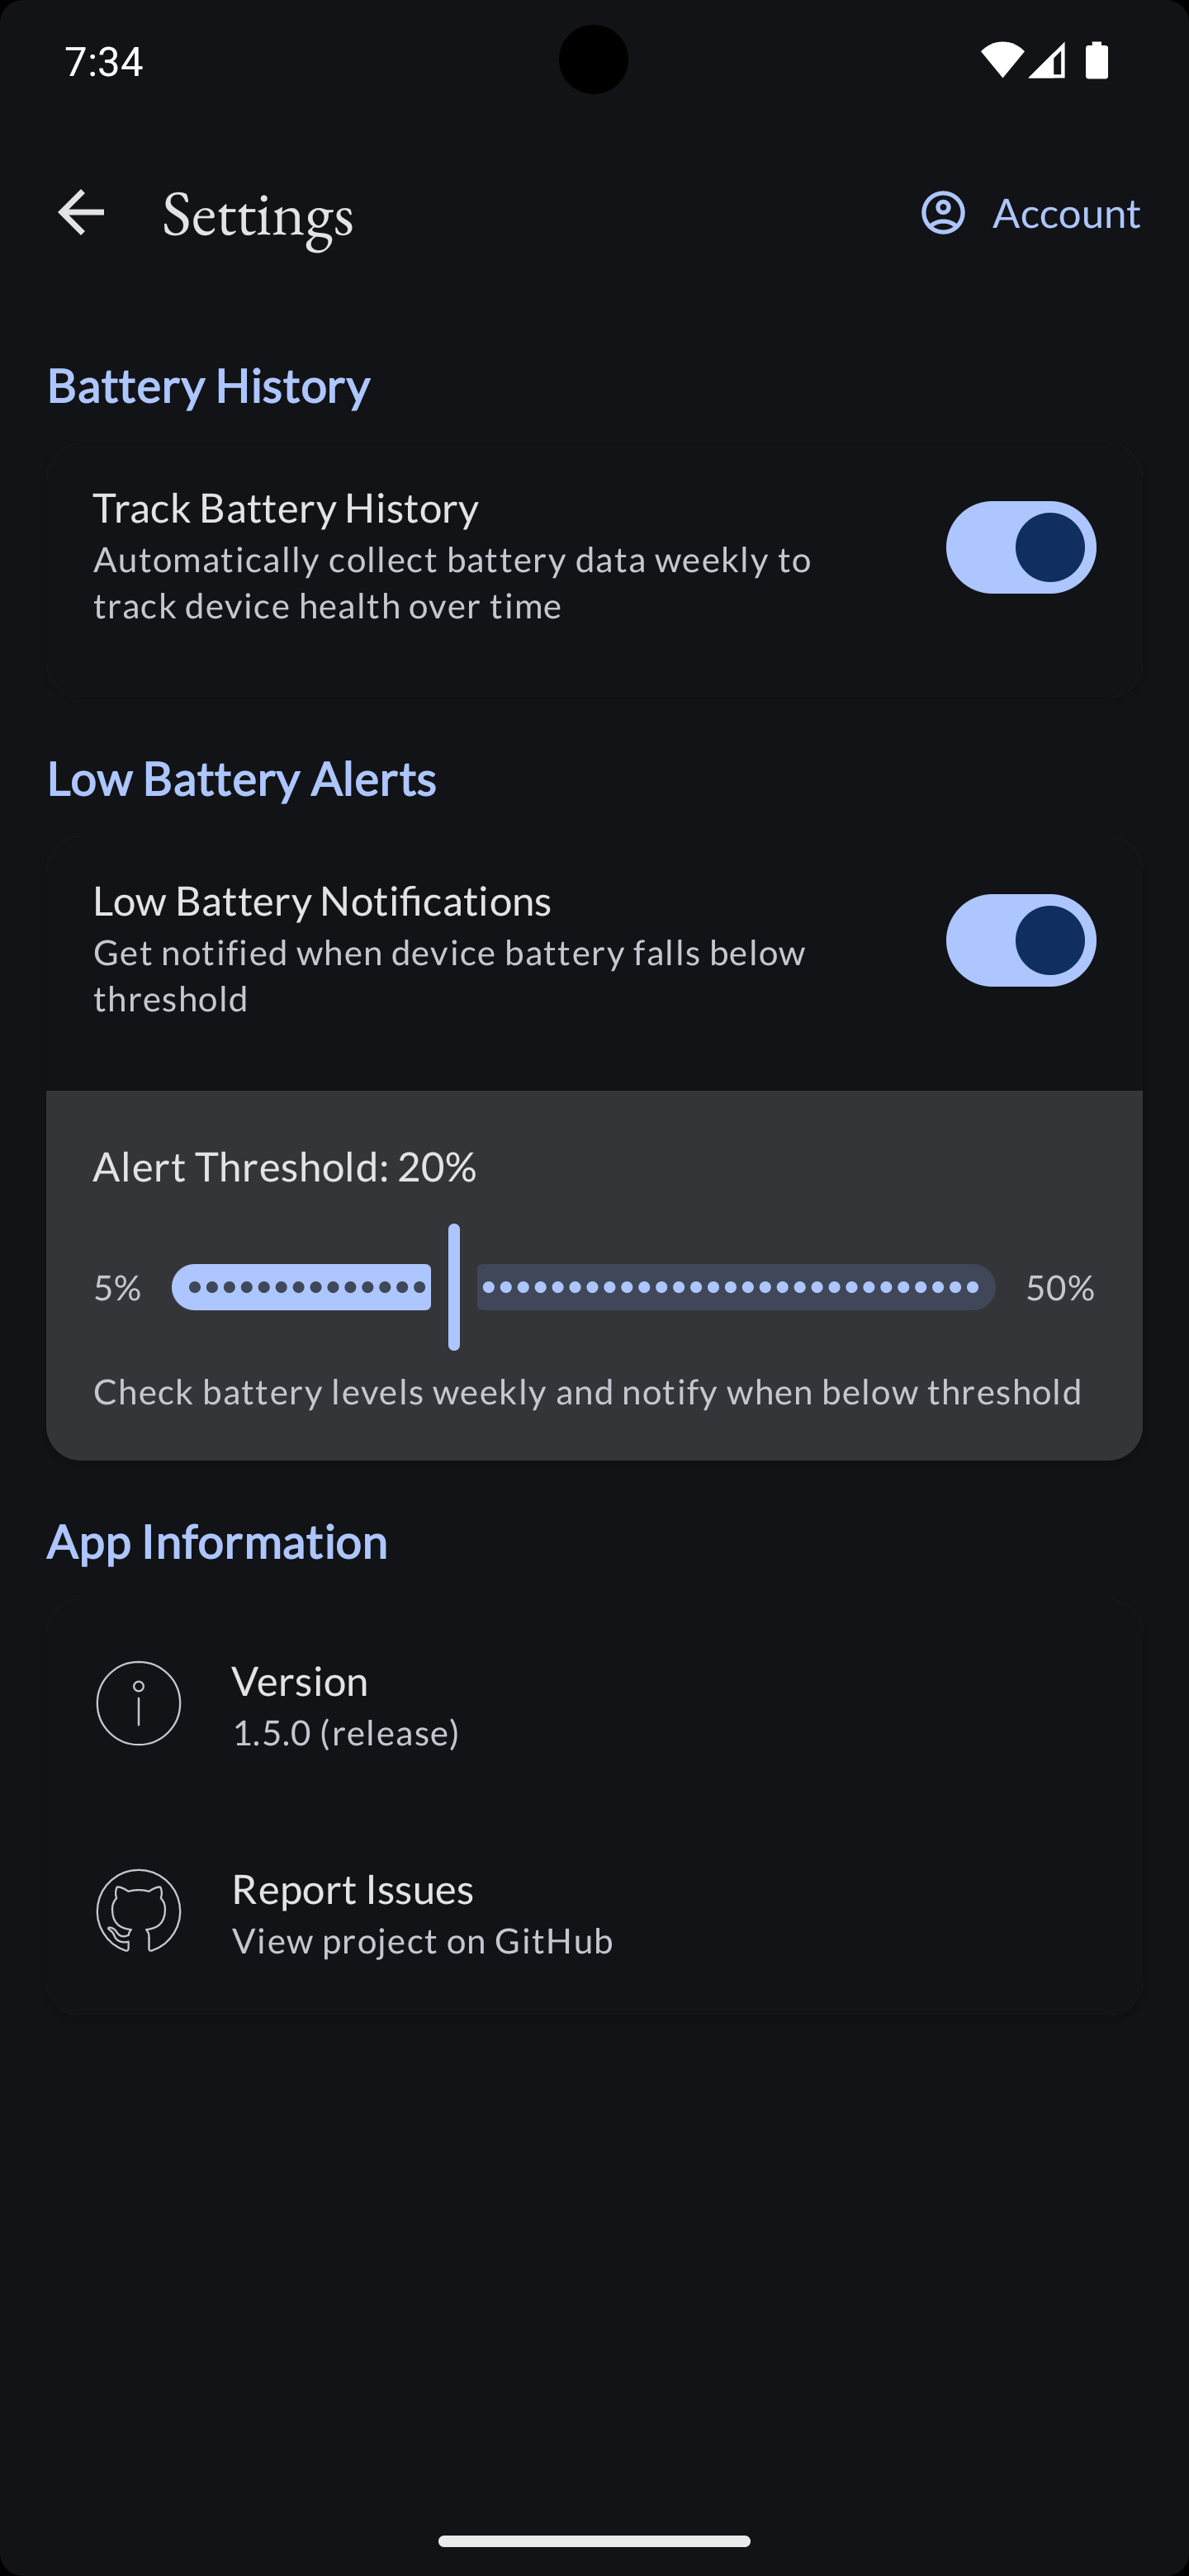 7:34
Settings
Account
Battery History
Track Battery History
Automatically collect battery data weekly to
track device health over time
Low Battery Alerts
Low Battery Notifications
Get notified when device battery falls below
threshold
Alert Threshold: 20%
5%
50%
Check battery levels weekly and notify when below threshold
App Information
Version
1.5.0 (release)
Report Issues
View project on GitHub